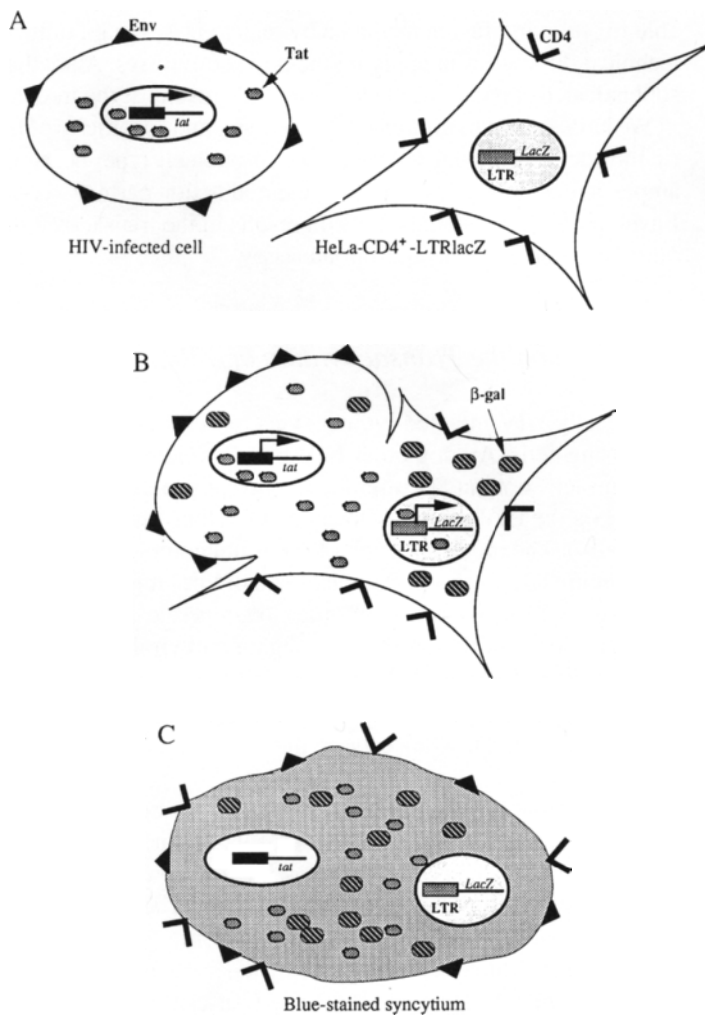 A
Env
Tat
CD4
tat
LacZ
LTR
HIV-infected cell
HeLa-CD4⁺-LTRlacZ
B
β-gal
tat
LacZ
LTR
C
tat
LacZ
LTR
Blue-stained syncytium